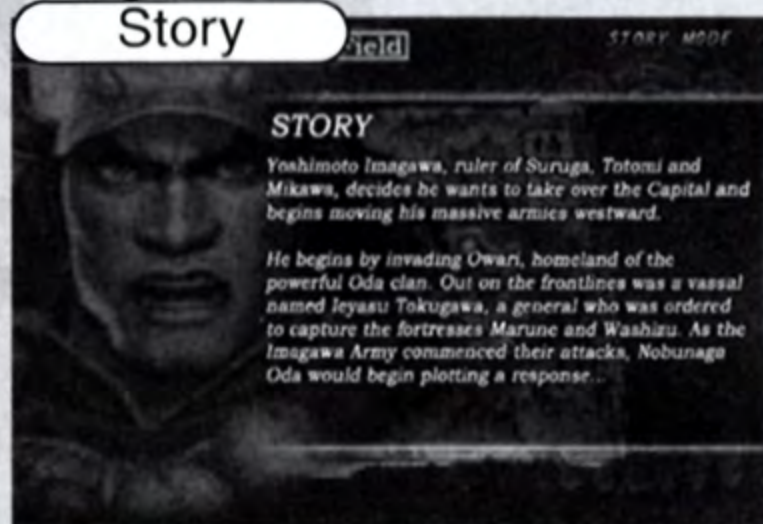 Story
Field
STORY MODE
STORY
Yoshimoto Imagawa, ruler of Suruga, Totomi and
Mikawa, decides he wants to take over the Capital and
begins moving his massive armies westward.
He begins by invading Owari, homeland of the
powerful Oda clan. Out on the frontlines was a vassal
named Ieyasu Tokugawa, a general who was ordered
to capture the fortresses Marune and Washizu. As the
Imagawa Army commenced their attacks, Nobunaga
Oda would begin plotting a response...